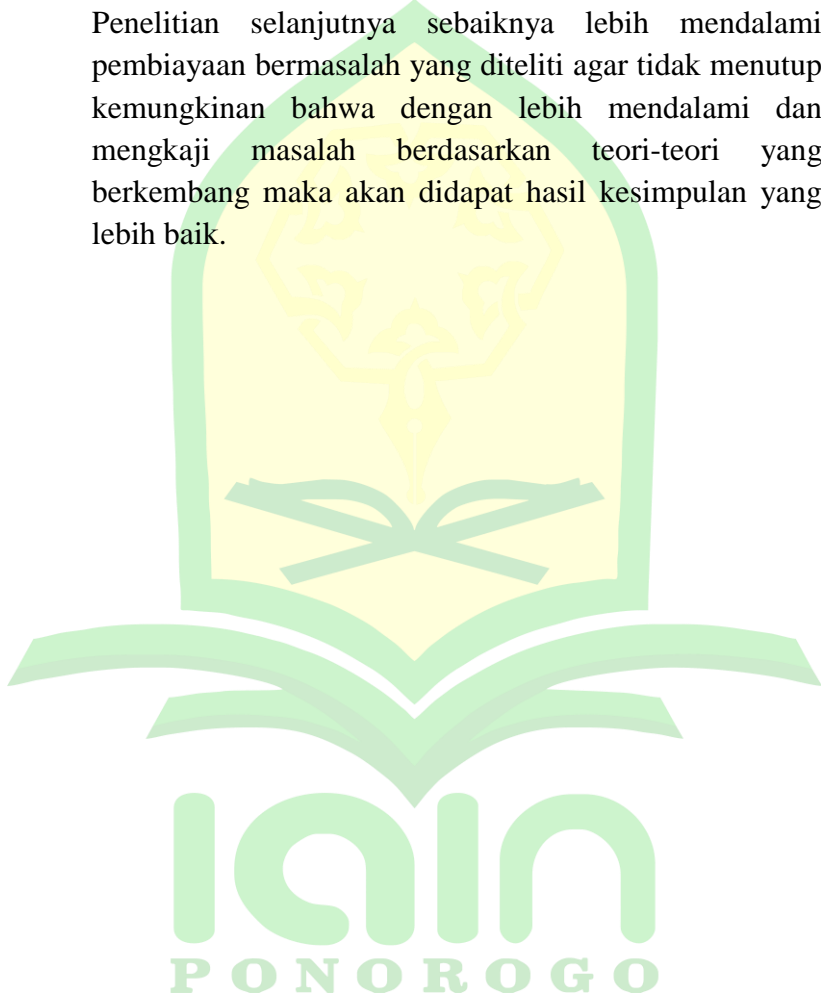 Penelitian selanjutnya sebaiknya lebih mendalami
pembiayaan bermasalah yang diteliti agar tidak menutup
kemungkinan bahwa dengan lebih mendalami dan
mengkaji masalah berdasarkan teori-teori yang
berkembang maka akan didapat hasil kesimpulan yang
lebih baik.
iain
PONOROGO